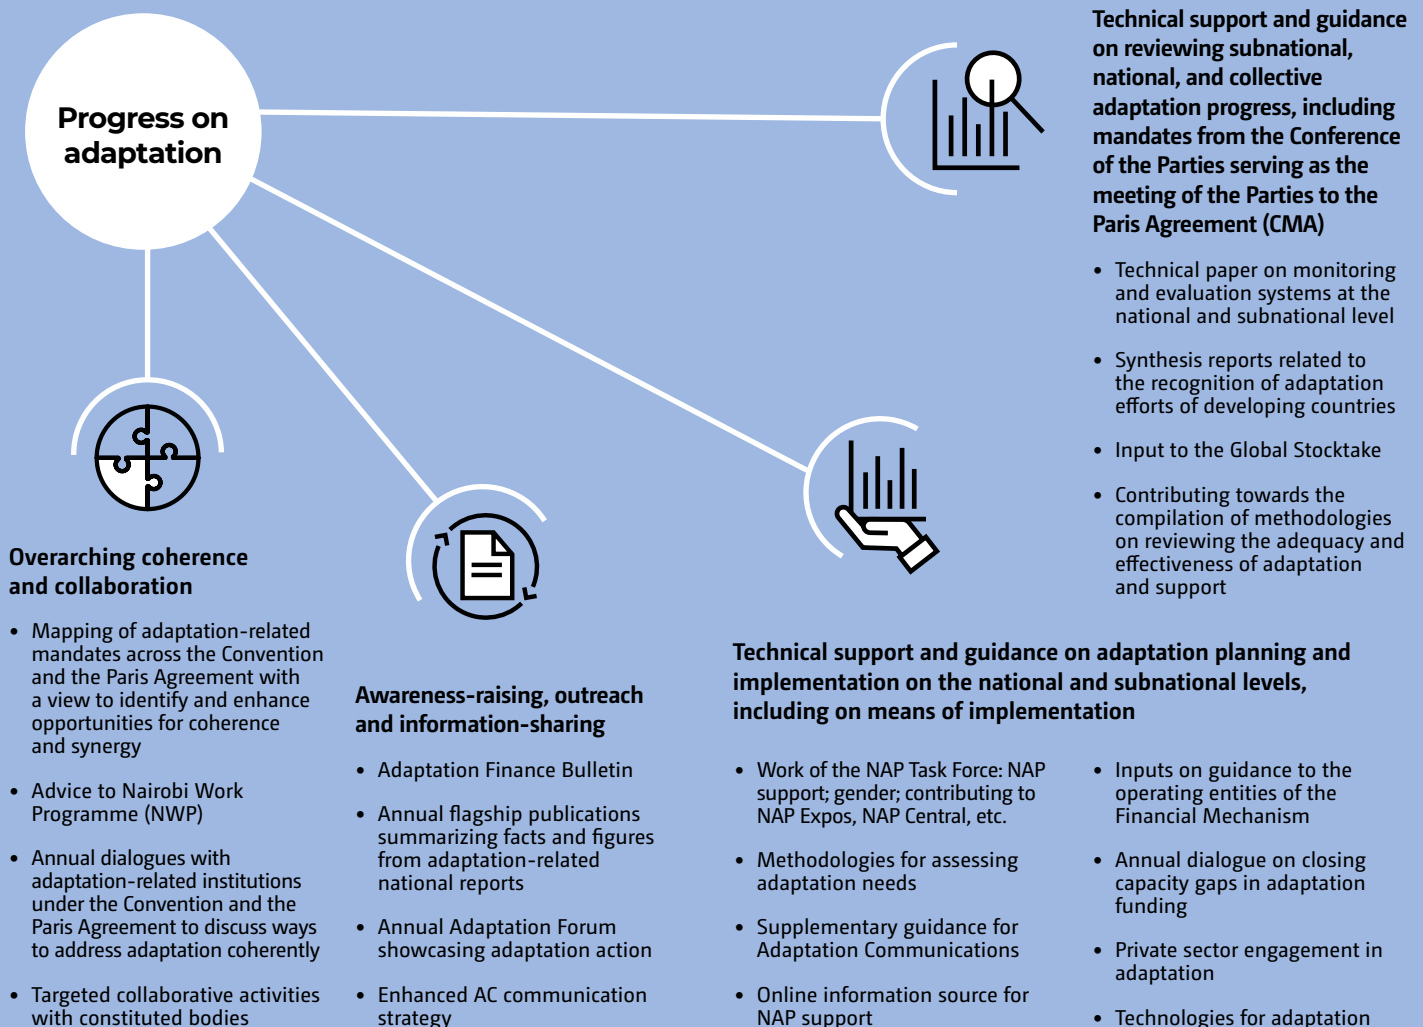 Progress on
adaptation
Technical support and guidance
on reviewing subnational,
national, and collective
adaptation progress, including
mandates from the Conference
of the Parties serving as the
meeting of the Parties to the
Paris Agreement (CMA)
• Technical paper on monitoring
and evaluation systems at the
national and subnational level
• Synthesis reports related to
the recognition of adaptation
efforts of developing countries
• Input to the Global Stocktake
• Contributing towards the
compilation of methodologies
on reviewing the adequacy and
effectiveness of adaptation
and support
Overarching coherence
and collaboration
• Mapping of adaptation-related
mandates across the Convention
and the Paris Agreement with
a view to identify and enhance
opportunities for coherence
and synergy
• Advice to Nairobi Work
Programme (NWP)
• Annual dialogues with
adaptation-related institutions
under the Convention and the
Paris Agreement to discuss ways
to address adaptation coherently
• Targeted collaborative activities
with constituted bodies
Awareness-raising, outreach
and information-sharing
• Adaptation Finance Bulletin
• Annual flagship publications
summarizing facts and figures
from adaptation-related
national reports
• Annual Adaptation Forum
showcasing adaptation action
• Enhanced AC communication
strategy
Technical support and guidance on adaptation planning and
implementation on the national and subnational levels,
including on means of implementation
• Work of the NAP Task Force: NAP
support; gender; contributing to
NAP Expos, NAP Central, etc.
• Methodologies for assessing
adaptation needs
• Supplementary guidance for
Adaptation Communications
• Online information source for
NAP support
• Inputs on guidance to the
operating entities of the
Financial Mechanism
• Annual dialogue on closing
capacity gaps in adaptation
funding
• Private sector engagement in
adaptation
• Technologies for adaptation